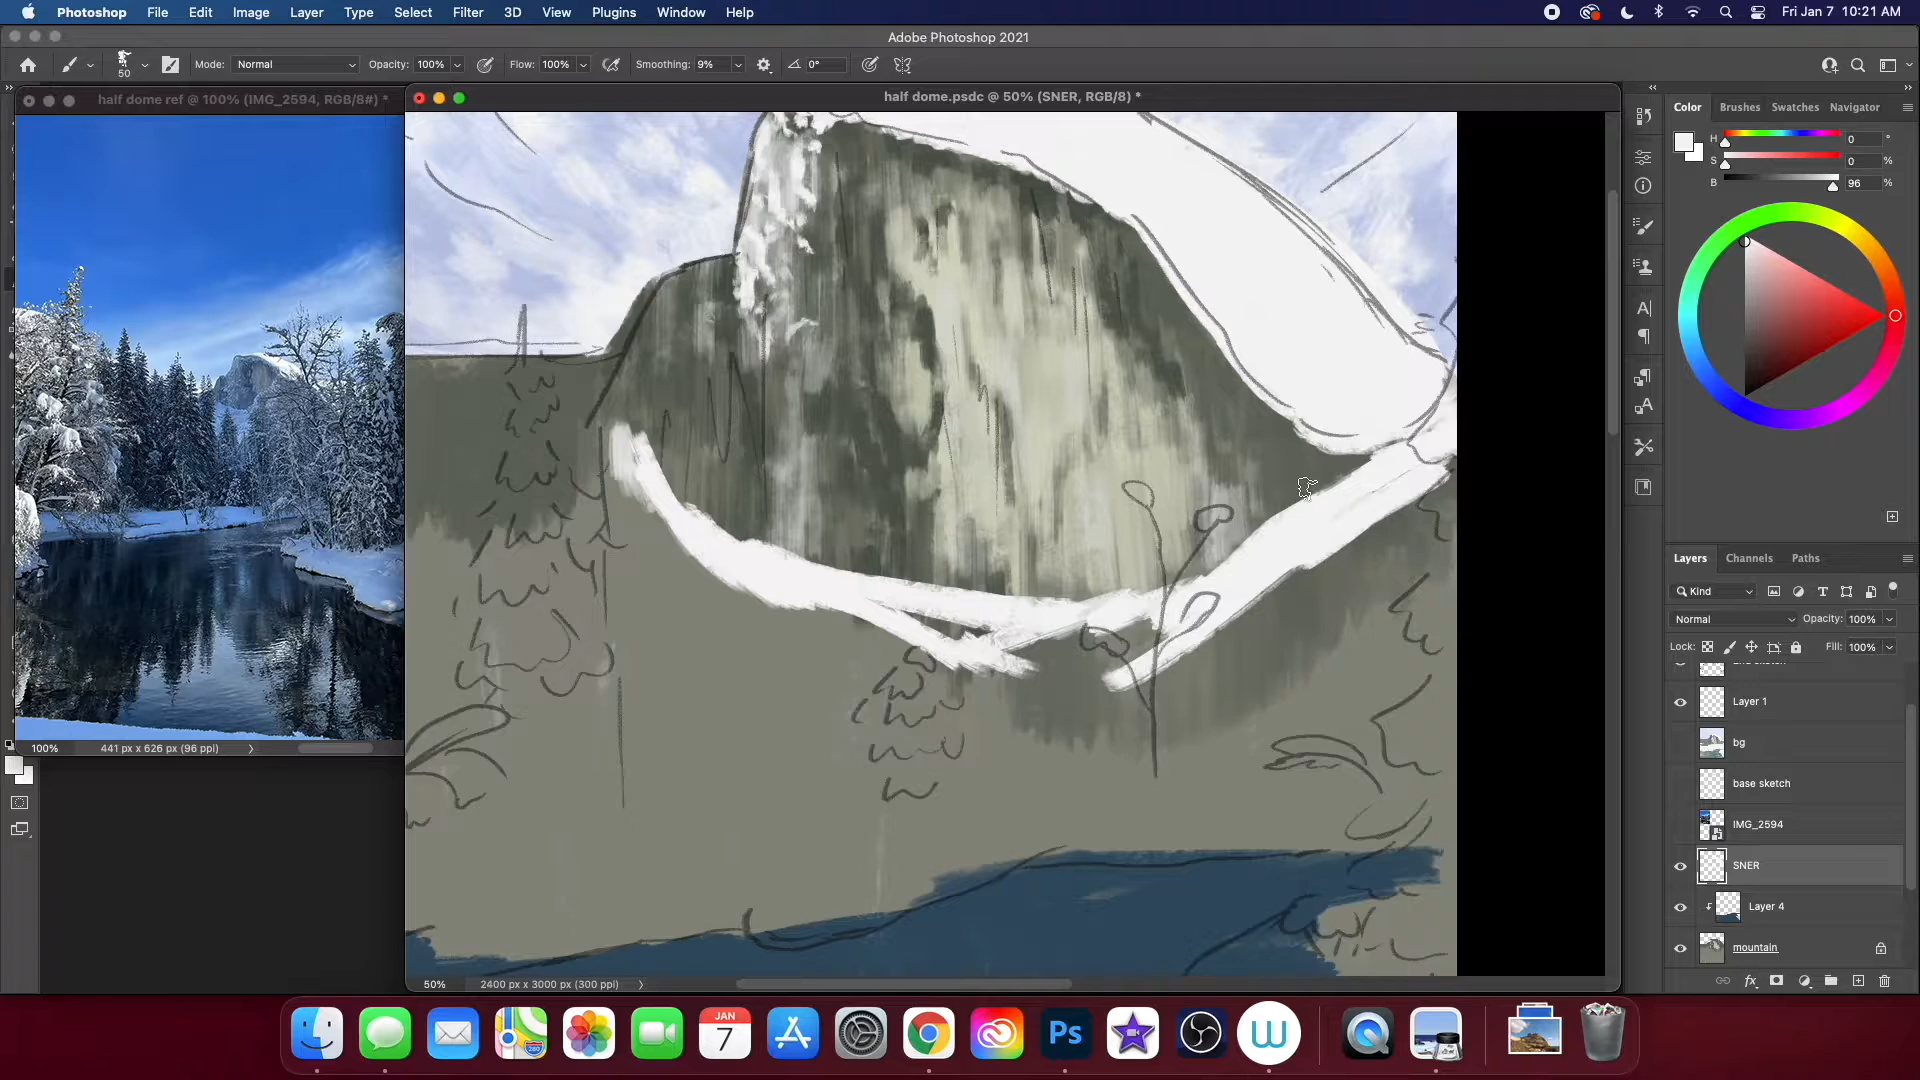 Photoshop File Edit Image Layer Type Select Filter 3D View Plugins Window Help Fri Jan 7 10:21 AM
Adobe Photoshop 2021
50 Mode: Normal Opacity: 100% Flow: 100% Smoothing: 9% 0°
half dome ref @ 100% (IMG_2594, RGB/8#) *
half dome.psdc @ 50% (SNER, RGB/8) *
Color Brushes Swatches Navigator
H 0 °
S 0 %
B 96 %
Layers Channels Paths
Kind
Normal Opacity: 100%
Lock: Fill: 100%
Layer 1
bg
base sketch
IMG_2594
SNER
Layer 4
mountain
100% 441 px x 626 px (96 ppi)
50% 2400 px x 3000 px (300 ppi)
JAN
7
Ps